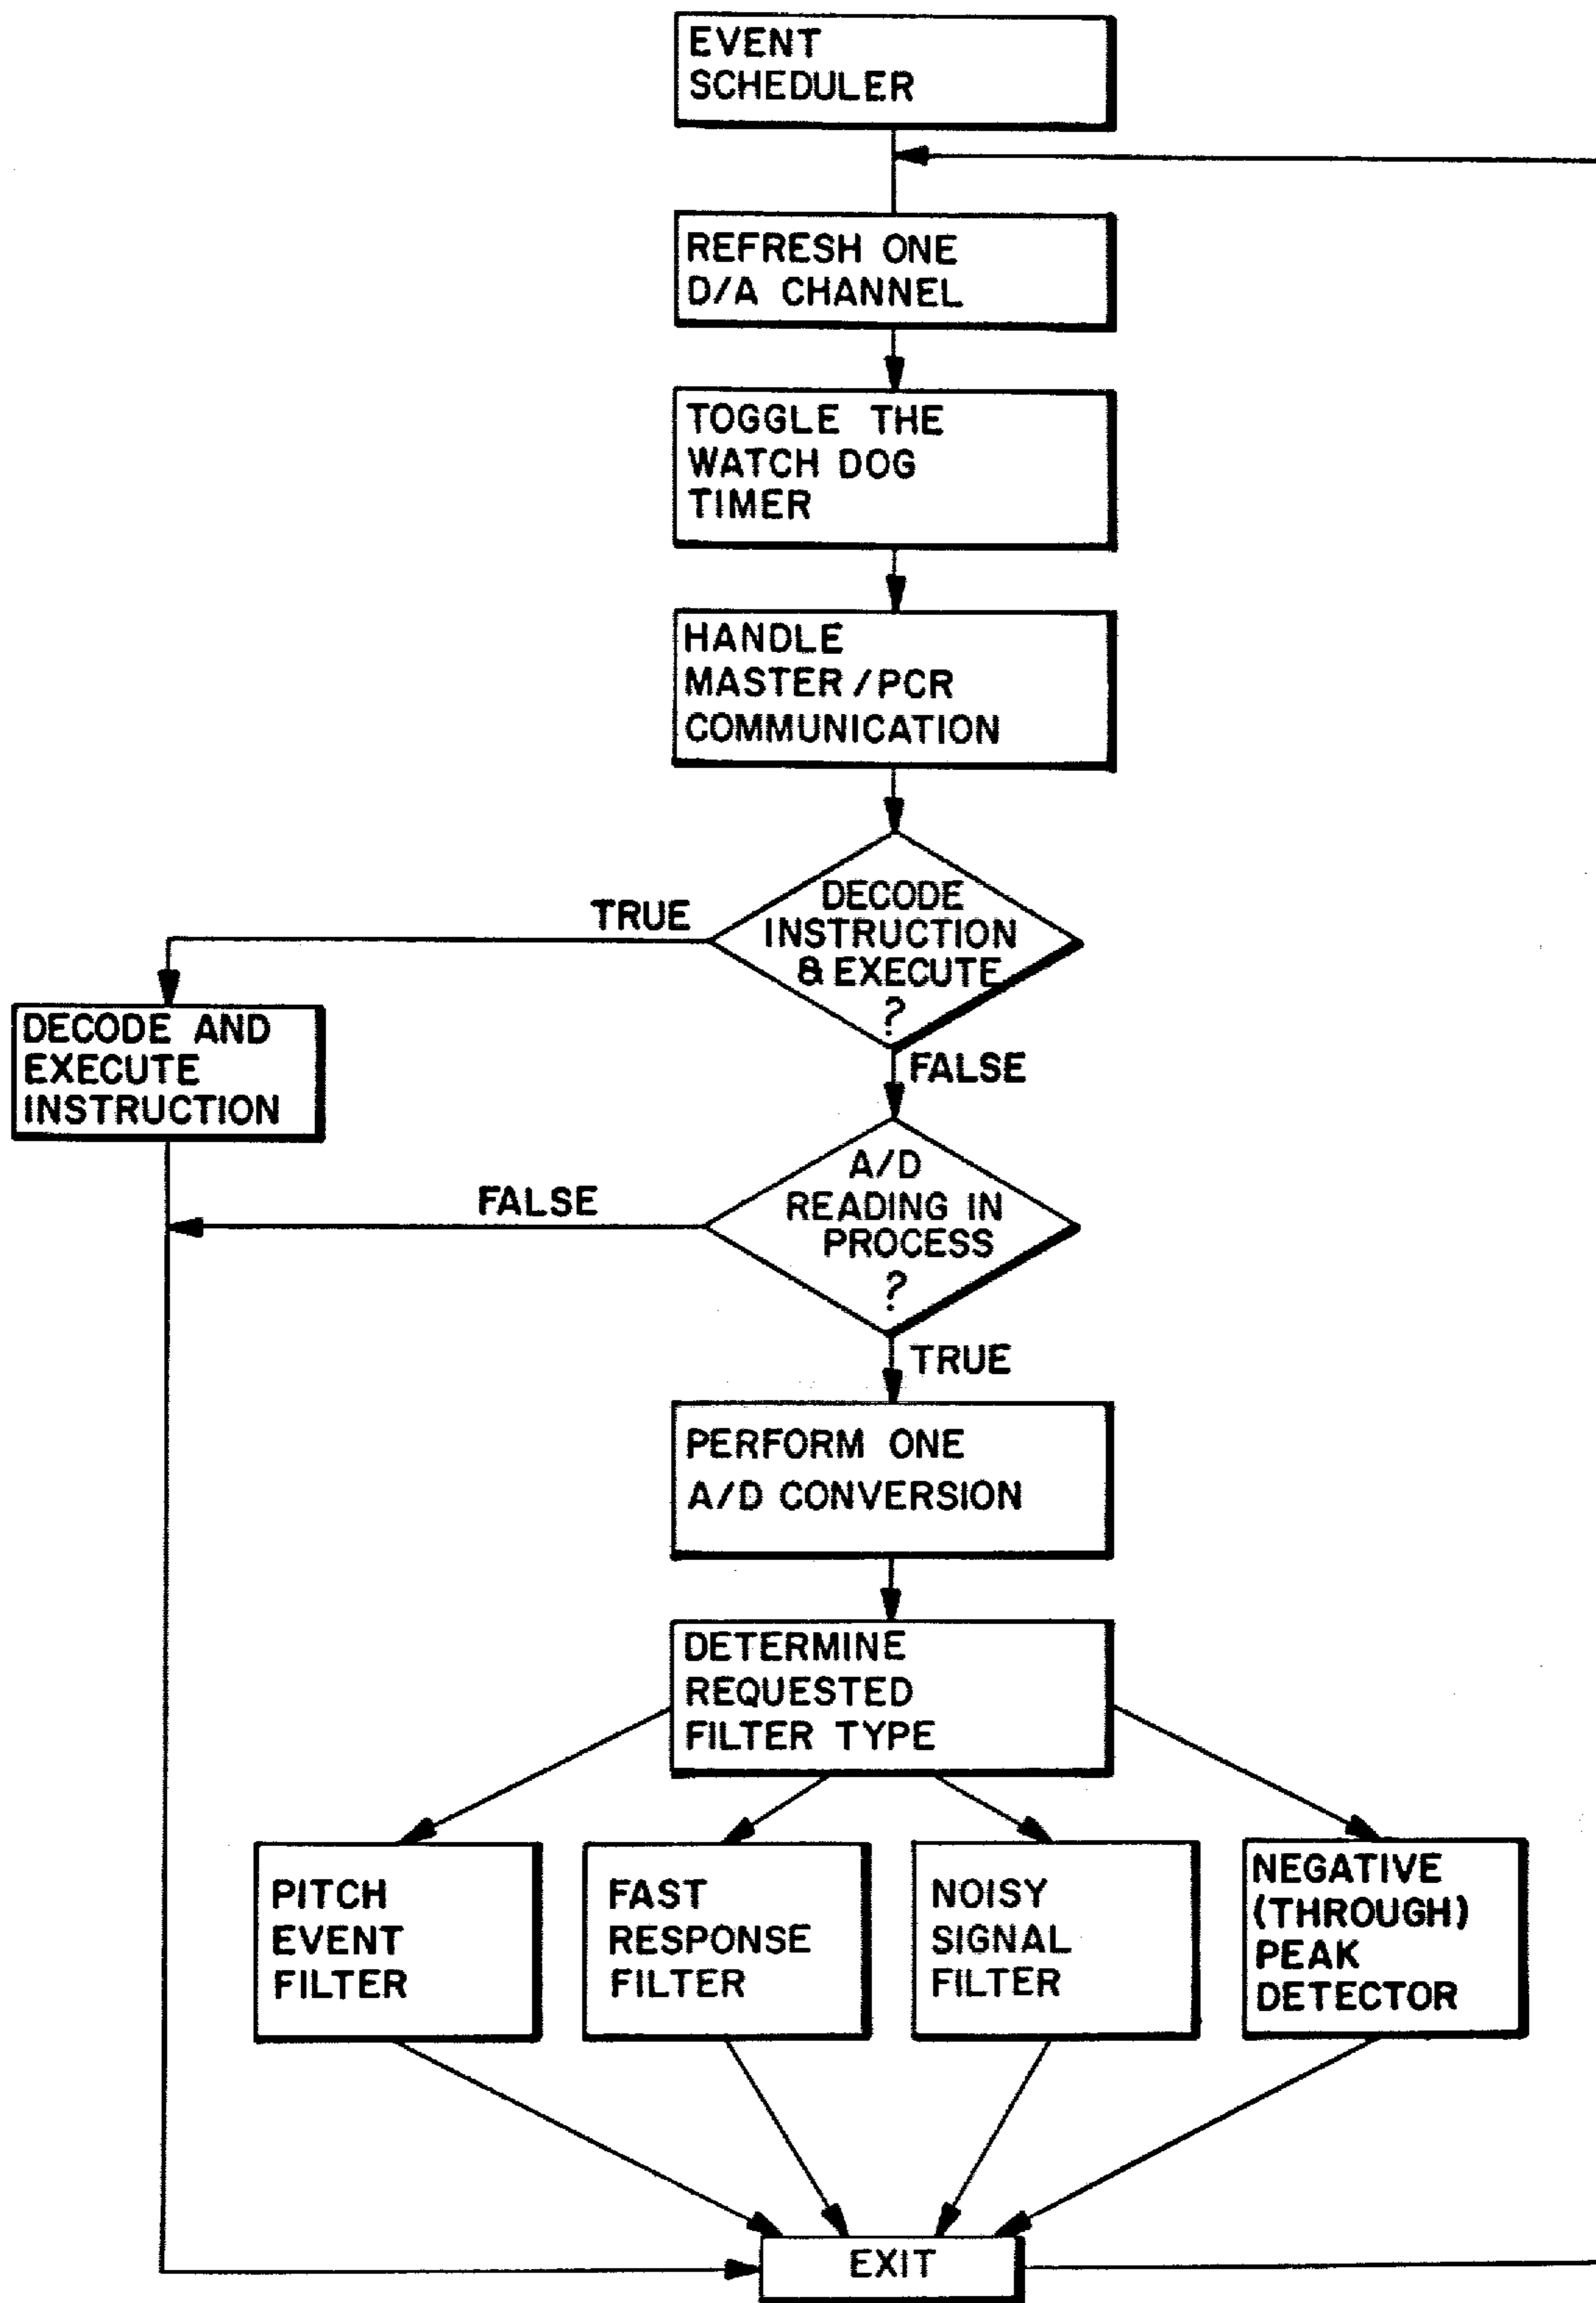 EVENT
SCHEDULER
REFRESH ONE
D/A CHANNEL
TOGGLE THE
WATCH DOG
TIMER
HANDLE
MASTER/PCR
COMMUNICATION
DECODE
INSTRUCTION
& EXECUTE
?
TRUE
DECODE AND
EXECUTE
INSTRUCTION
FALSE
A/D
READING IN
PROCESS
?
FALSE
TRUE
PERFORM ONE
A/D CONVERSION
DETERMINE
REQUESTED
FILTER TYPE
PITCH
EVENT
FILTER
FAST
RESPONSE
FILTER
NOISY
SIGNAL
FILTER
NEGATIVE
(THROUGH)
PEAK
DETECTOR
EXIT